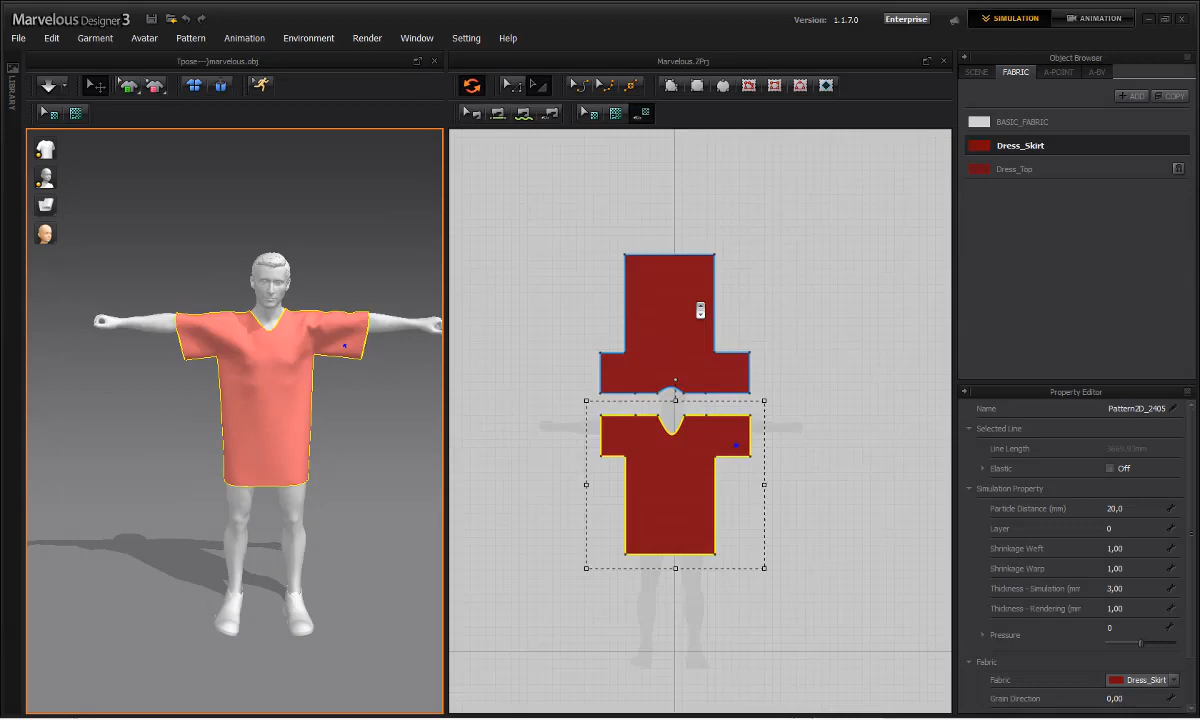 Marvelous Designer 3
Version: 1.1.7.0
Enterprise
SIMULATION
ANIMATION
File Edit Garment Avatar Pattern Animation Environment Render Window Setting Help
Tpose--->marvelous.obj
Marvelous.ZPrj
Object Browser
LIBRARY
SCENE FABRIC A-POINT A-BV
+ ADD COPY
BASIC_FABRIC
Dress_Skirt
Dress_Top
Property Editor
Name Pattern2D_2405
Selected Line
Line Length 3665.93mm
Elastic Off
Simulation Property
Particle Distance (mm) 20,0
Layer 0
Shrinkage Weft 1,00
Shrinkage Warp 1,00
Thickness - Simulation (mm 3,00
Thickness - Rendering (mm 1,00
Pressure 0
Fabric
Fabric Dress_Skirt
Grain Direction 0,00